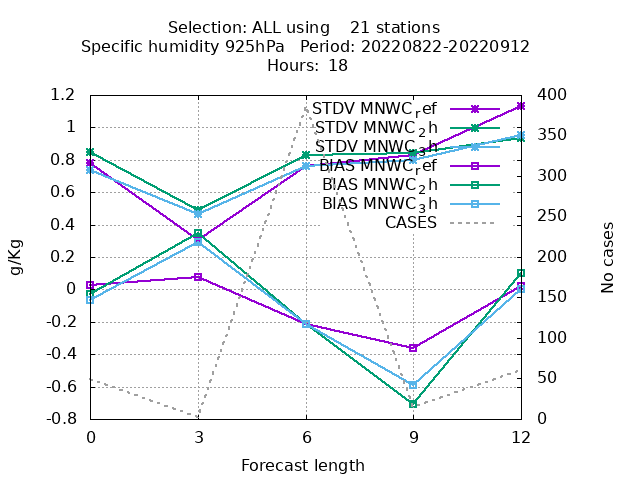 Selection: ALL using 21 stations
Specific humidity 925hPa Period: 20220822-20220912
Hours: 18
1.2
1
0.8
0.6
0.4
0.2
0
-0.2
-0.4
-0.6
-0.8
g/Kg
STDV MNWC_ref
STDV MNWC_2h
STDV MNWC_3h
BIAS MNWC_ref
BIAS MNWC_2h
BIAS MNWC_3h
CASES
400
350
300
250
200
150
100
50
0
No cases
0 3 6 9 12
Forecast length